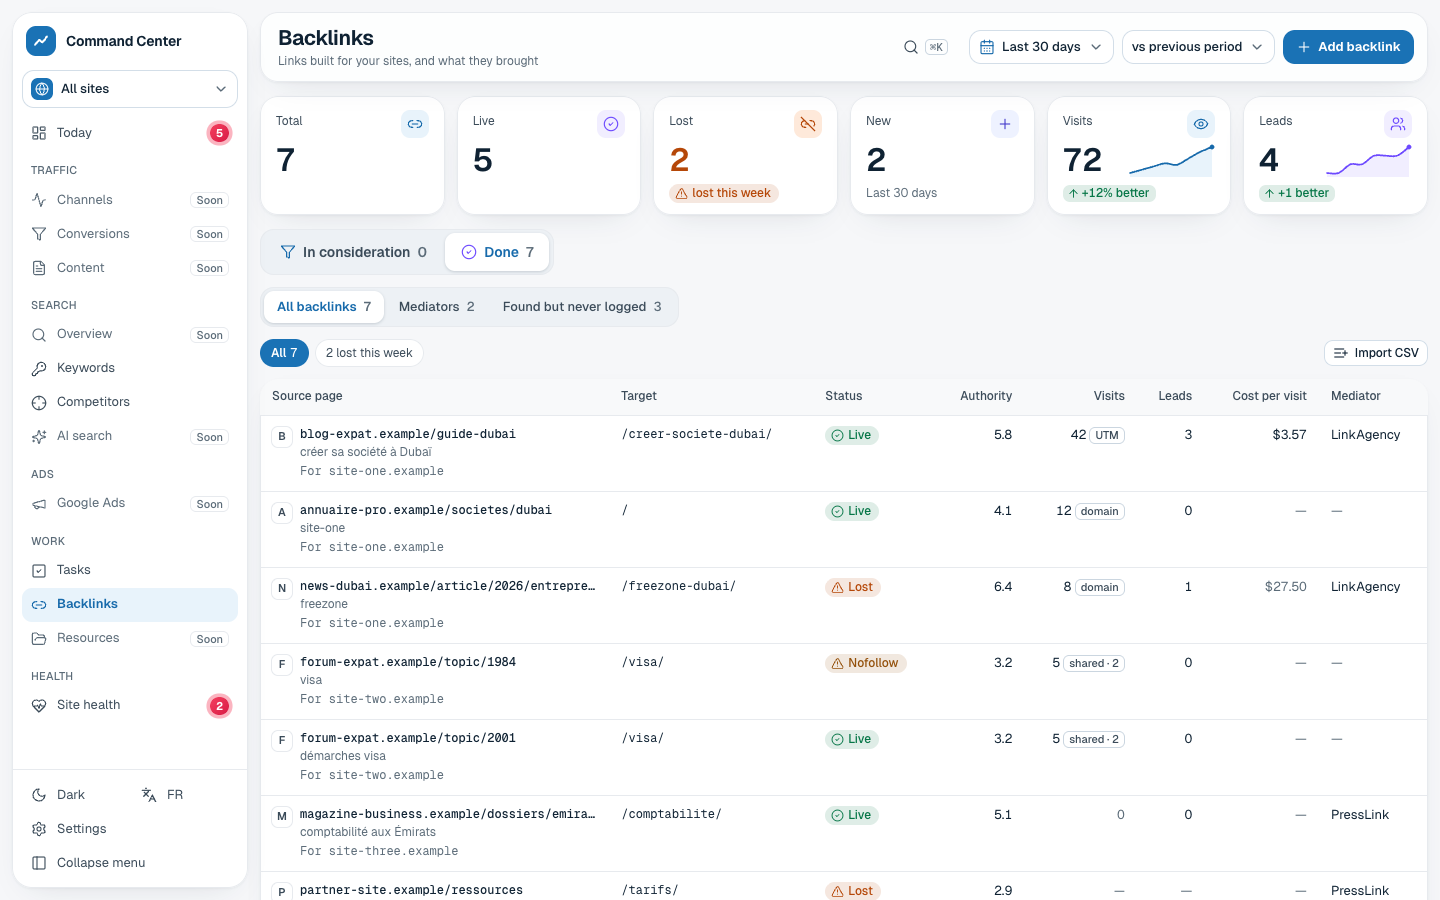 Command Center
All sites
Today 5
TRAFFIC
Channels Soon
Conversions Soon
Content Soon
SEARCH
Overview Soon
Keywords
Competitors
AI search Soon
ADS
Google Ads Soon
WORK
Tasks
Backlinks
Resources Soon
HEALTH
Site health 2
Dark FR
Settings
Collapse menu
Backlinks
Links built for your sites, and what they brought
⌘K
Last 30 days
vs previous period
Add backlink
Total
7
Live
5
Lost
2
lost this week
New
2
Last 30 days
Visits
72
+12% better
Leads
4
+1 better
In consideration 0
Done 7
All backlinks 7
Mediators 2
Found but never logged 3
All 7
2 lost this week
Import CSV
Source page Target Status Authority Visits Leads Cost per visit Mediator
B blog-expat.example/guide-dubai /creer-societe-dubai/ Live 5.8 42 UTM 3 $3.57 LinkAgency
créer sa société à Dubaï
For site-one.example
A annuaire-pro.example/societes/dubai / Live 4.1 12 domain 0 — —
site-one
For site-one.example
N news-dubai.example/article/2026/entrepre… /freezone-dubai/ Lost 6.4 8 domain 1 $27.50 LinkAgency
freezone
For site-one.example
F forum-expat.example/topic/1984 /visa/ Nofollow 3.2 5 shared · 2 0 — —
visa
For site-two.example
F forum-expat.example/topic/2001 /visa/ Live 3.2 5 shared · 2 0 — —
démarches visa
For site-two.example
M magazine-business.example/dossiers/emira… /comptabilite/ Live 5.1 0 0 — PressLink
comptabilité aux Émirats
For site-three.example
P partner-site.example/ressources /tarifs/ Lost 2.9 — — — PressLink